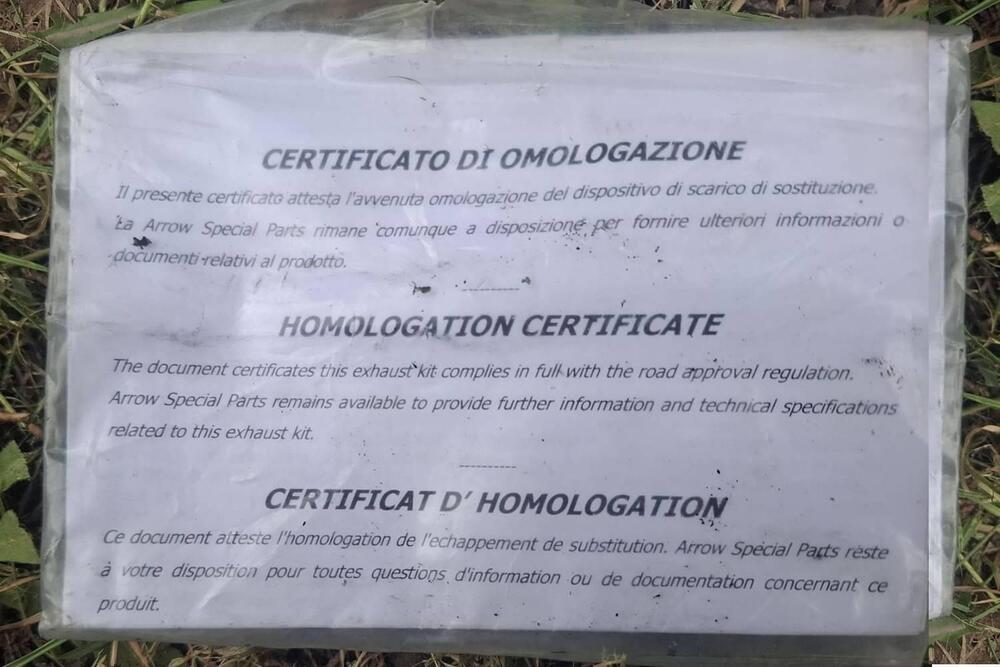 CERTIFICATO DI OMOLOGAZIONE
Il presente certificato attesta l'avvenuta omologazione del dispositivo di scarico di sostituzione.
La Arrow Special Parts rimane comunque a disposizione per fornire ulteriori informazioni o
documenti relativi al prodotto.
-----------
HOMOLOGATION CERTIFICATE
The document certificates this exhaust kit complies in full with the road approval regulation.
Arrow Special Parts remains available to provide further information and technical specifications
related to this exhaust kit.
-----------
CERTIFICAT D' HOMOLOGATION
Ce document atteste l'homologation de l'echappement de substitution. Arrow Special Parts reste
à votre disposition pour toutes questions d'information ou de documentation concernant ce
produit.